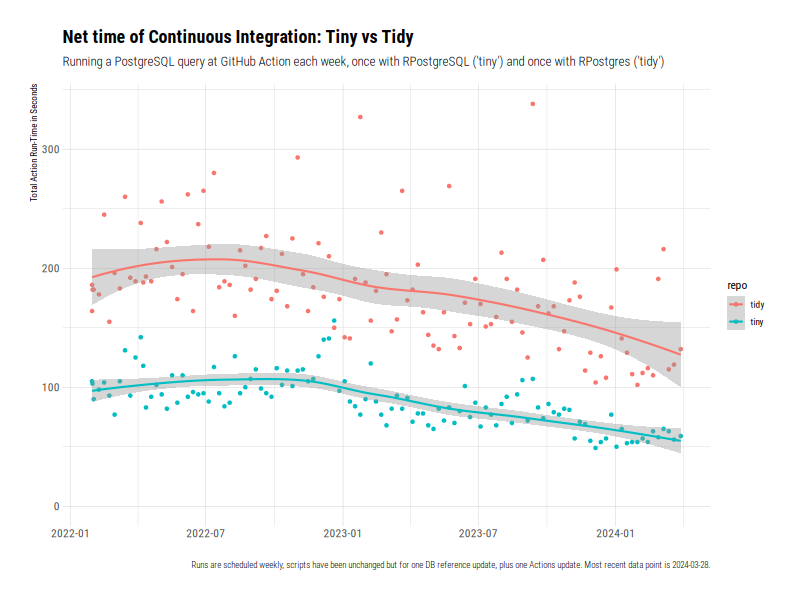 Net time of Continuous Integration: Tiny vs Tidy
Running a PostgreSQL query at GitHub Action each week, once with RPostgreSQL ('tiny') and once with RPostgres ('tidy')
Total Action Run-Time in Seconds
300
200
100
0
2022-01
2022-07
2023-01
2023-07
2024-01
repo
tidy
tiny
Runs are scheduled weekly, scripts have been unchanged but for one DB reference update, plus one Actions update. Most recent data point is 2024-03-28.